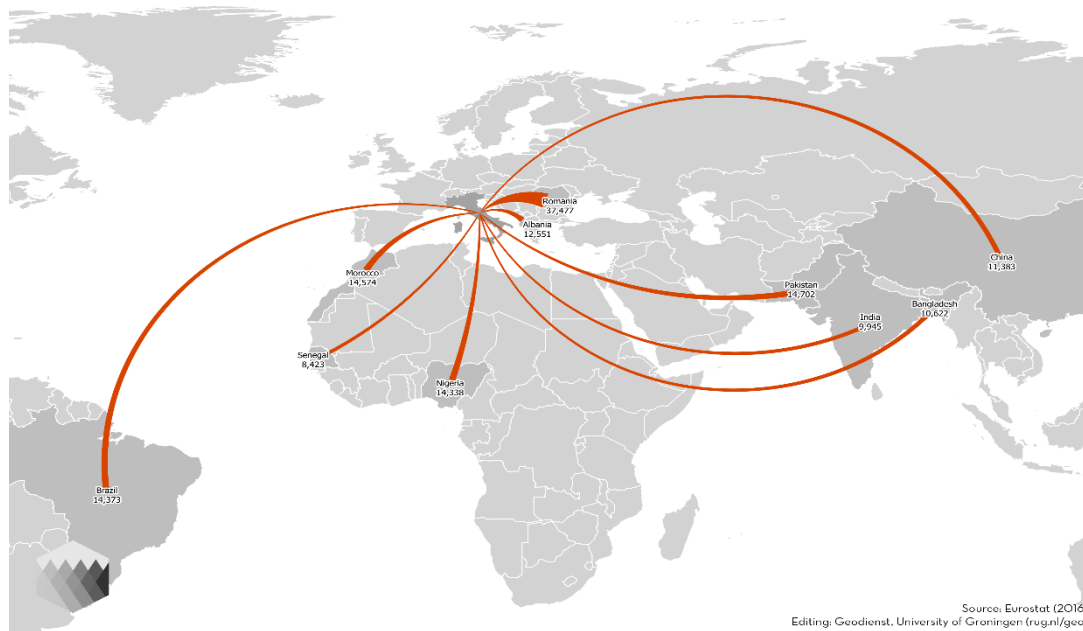 Romania
37,477
Albania
12,551
Morocco
14,574
China
11,383
Pakistan
14,702
Bangladesh
10,622
India
9,945
Senegal
8,423
Nigeria
14,338
Brazil
14,373
Source: Eurostat (2016
Editing: Geodienst, University of Groningen (rug.nl/geo